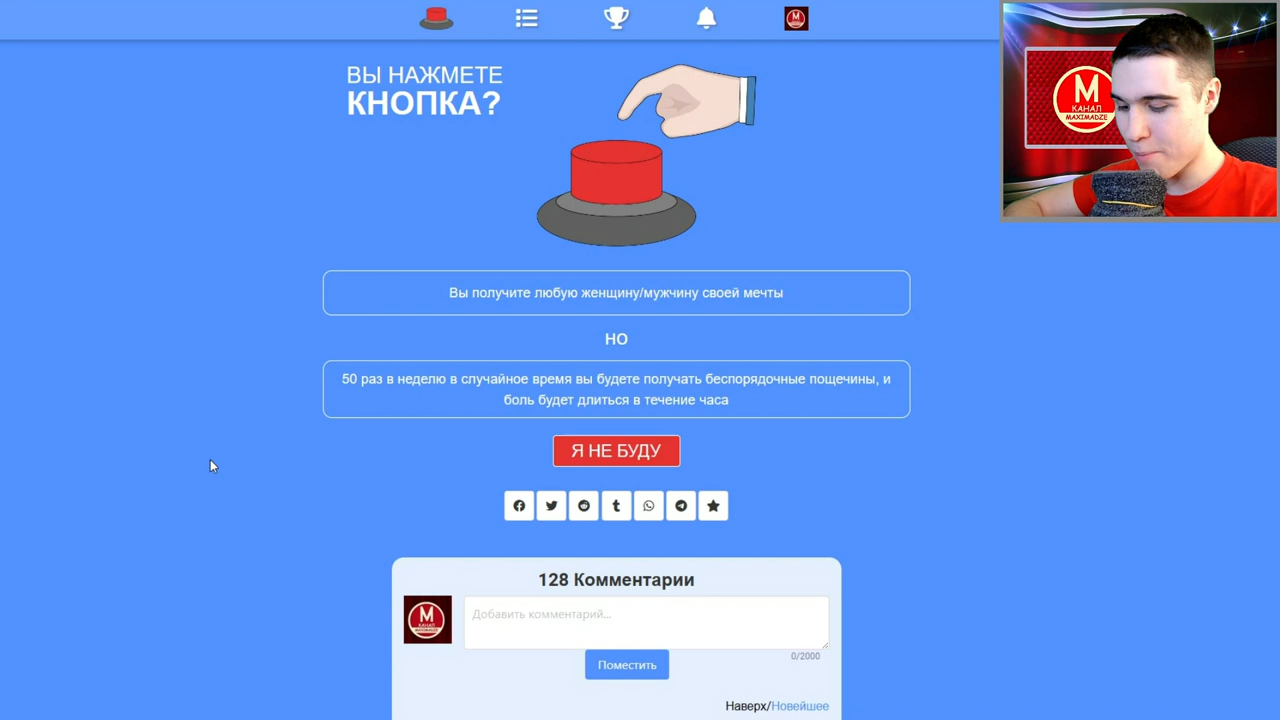 ВЫ НАЖМЕТЕ
КНОПКА?
М
КАНАЛ
MAXIMADZE
Вы получите любую женщину/мужчину своей мечты
НО
50 раз в неделю в случайное время вы будете получать беспорядочные пощечины, и
боль будет длиться в течение часа
Я НЕ БУДУ
128 Комментарии
М
КАНАЛ
MAXIMADZE
Добавить комментарий...
0/2000
Поместить
Наверх/Новейшее